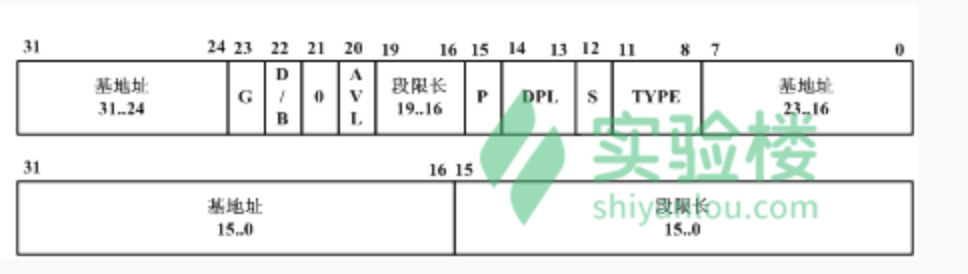 31 24 23 22 21 20 19 16 15 14 13 12 11 8 7 0
基地址 31..24 G D/B 0 AVL 段限长 19..16 P DPL S TYPE 基地址 23..16
31 16 15
基地址 段限长
15..0 15..0
实验楼
shiyanlou.com